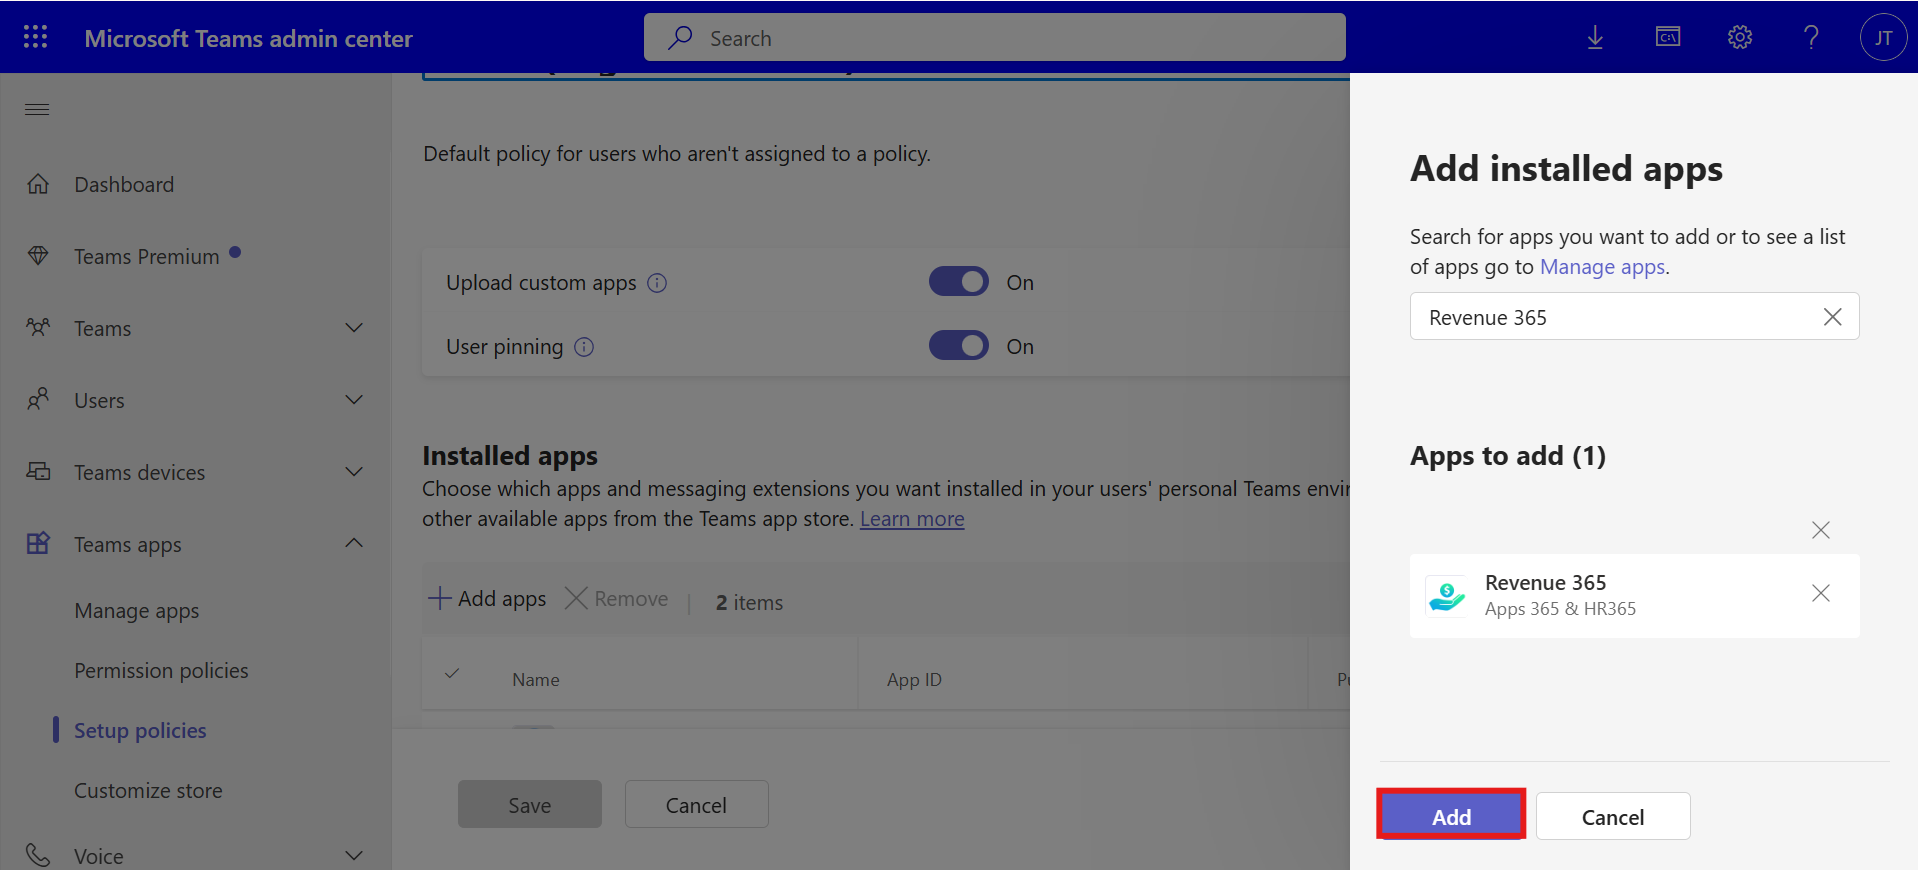 Microsoft Teams admin center
Search
C:\
?
JT
Dashboard
Teams Premium
Teams
Users
Teams devices
Teams apps
Manage apps
Permission policies
Setup policies
Customize store
Voice
Default policy for users who aren't assigned to a policy.
Upload custom apps
On
User pinning
On
Installed apps
Choose which apps and messaging extensions you want installed in your users' personal Teams
other available apps from the Teams app store. Learn more
Add apps
Remove
2 items
Name
App ID
Save
Cancel
Add installed apps
Search for apps you want to add or to see a list
of apps go to Manage apps.
Revenue 365
Apps to add (1)
Revenue 365
Apps 365 & HR365
Add
Cancel